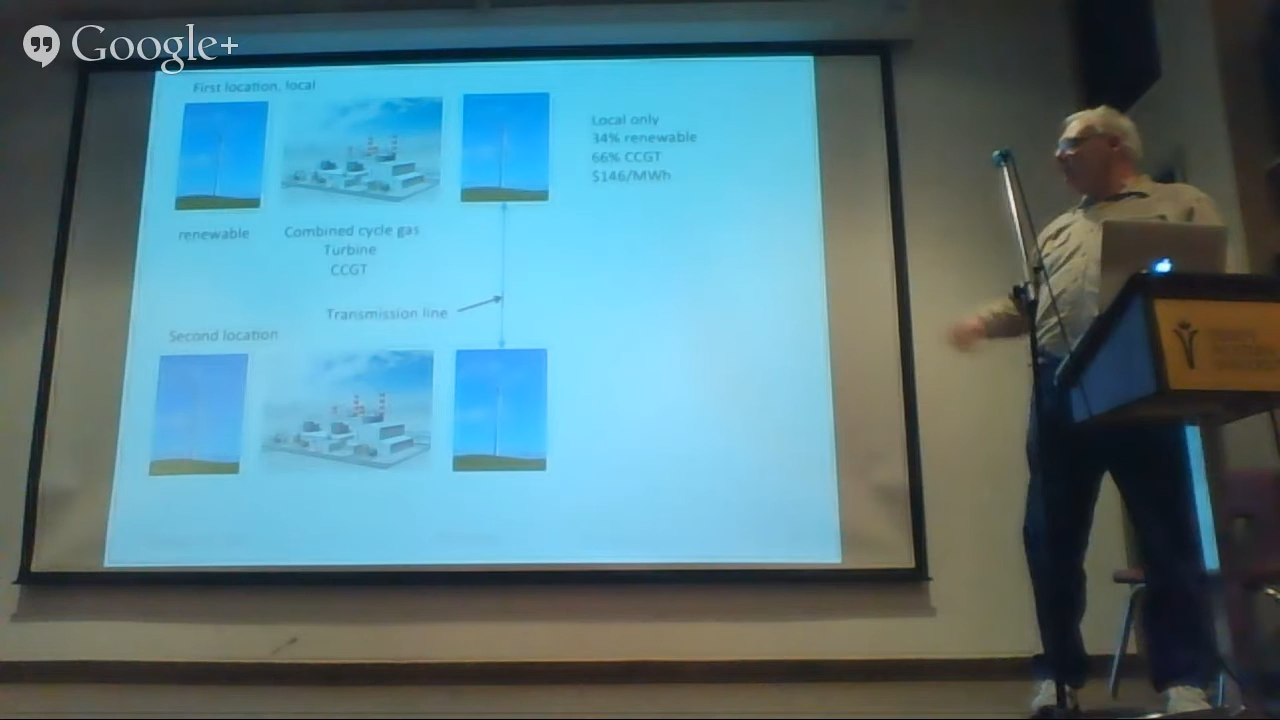 Google+
First location, local
Local only
34% renewable
66% CCGT
$146/MWh
renewable
Combined cycle gas
Turbine
CCGT
Transmission line
Second location